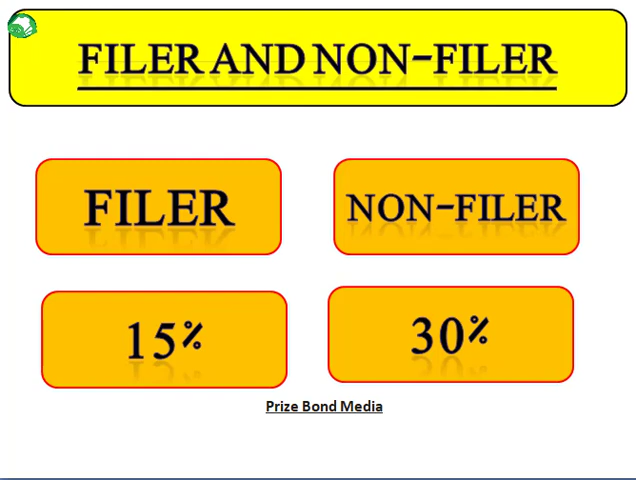 FILER AND NON-FILER
FILER
NON-FILER
15%
30%
Prize Bond Media